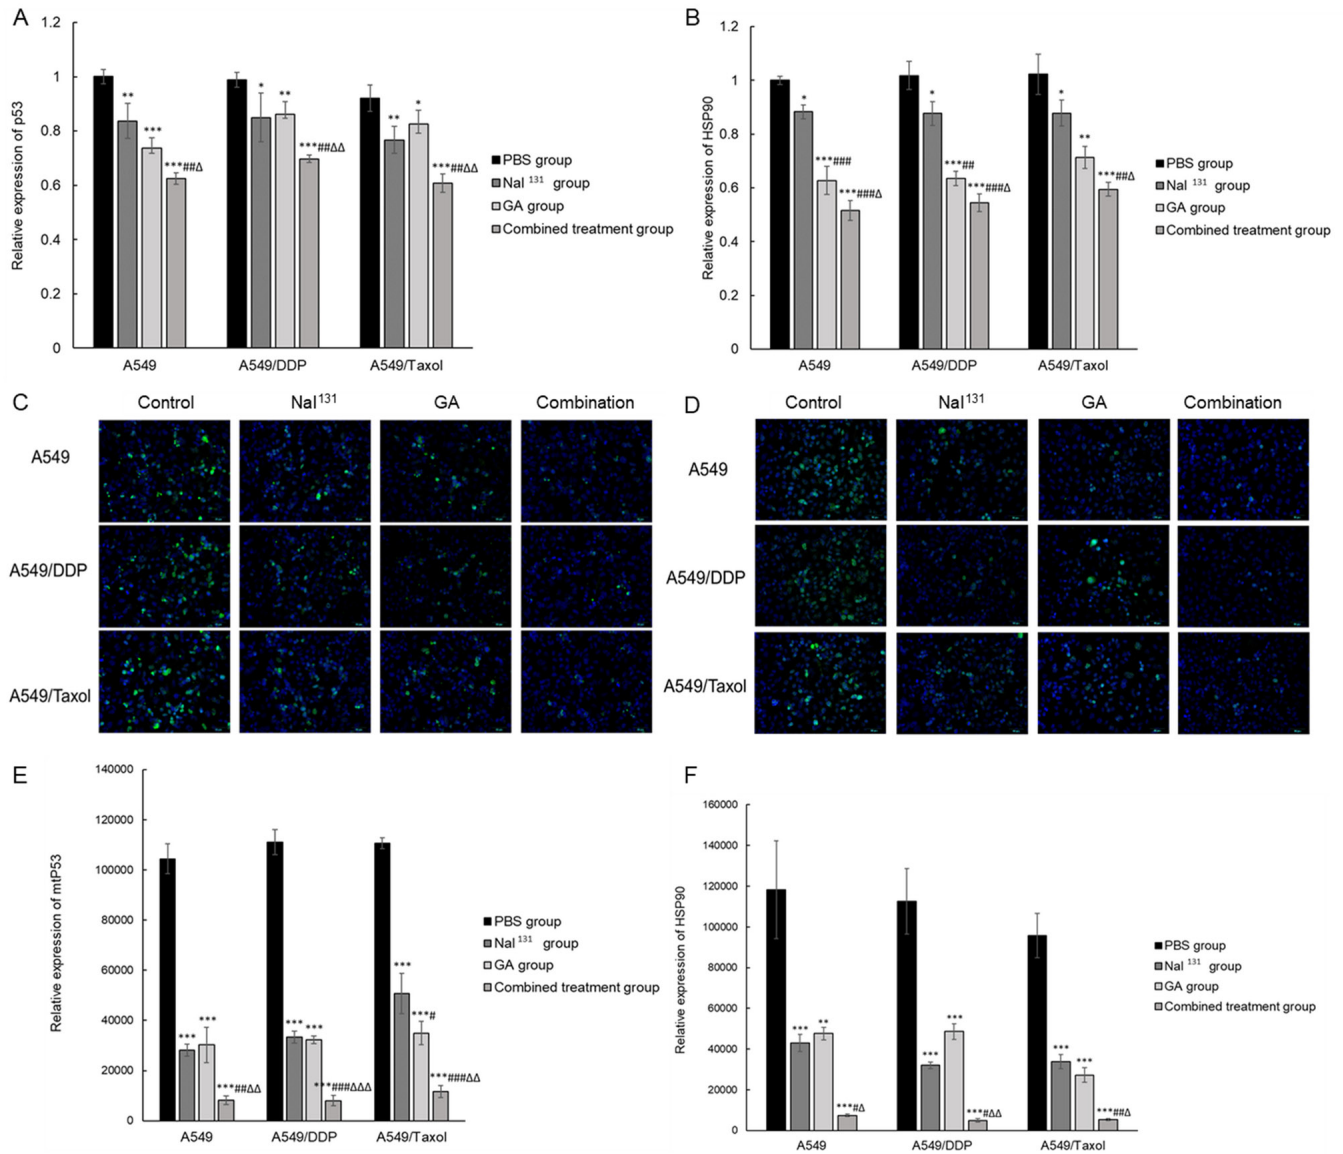 A
Relative expression of p53
1.2
1
0.8
0.6
0.4
0.2
0
**
***
***##Δ
*
**
***##ΔΔ
**
*
***##ΔΔ
A549
A549/DDP
A549/Taxol
PBS group
NaI 131 group
GA group
Combined treatment group
B
Relative expression of HSP90
1.2
1
0.8
0.6
0.4
0.2
0
*
***###
***###Δ
*
***##
***###Δ
*
**
***##Δ
A549
A549/DDP
A549/Taxol
PBS group
NaI 131 group
GA group
Combined treatment group
C
Control
NaI131
GA
Combination
A549
A549/DDP
A549/Taxol
D
Control
NaI131
GA
Combination
A549
A549/DDP
A549/Taxol
E
Relative expression of mtP53
140000
120000
100000
80000
60000
40000
20000
0
***
***
***##ΔΔ
***
***
***###ΔΔΔ
***
***#
***###ΔΔ
A549
A549/DDP
A549/Taxol
PBS group
NaI 131 group
GA group
Combined treatment group
F
Relative expression of HSP90
160000
140000
120000
100000
80000
60000
40000
20000
0
***
**
***#Δ
***
***
***#ΔΔ
***
***
***##Δ
A549
A549/DDP
A549/Taxol
PBS group
NaI 131 group
GA group
Combined treatment group